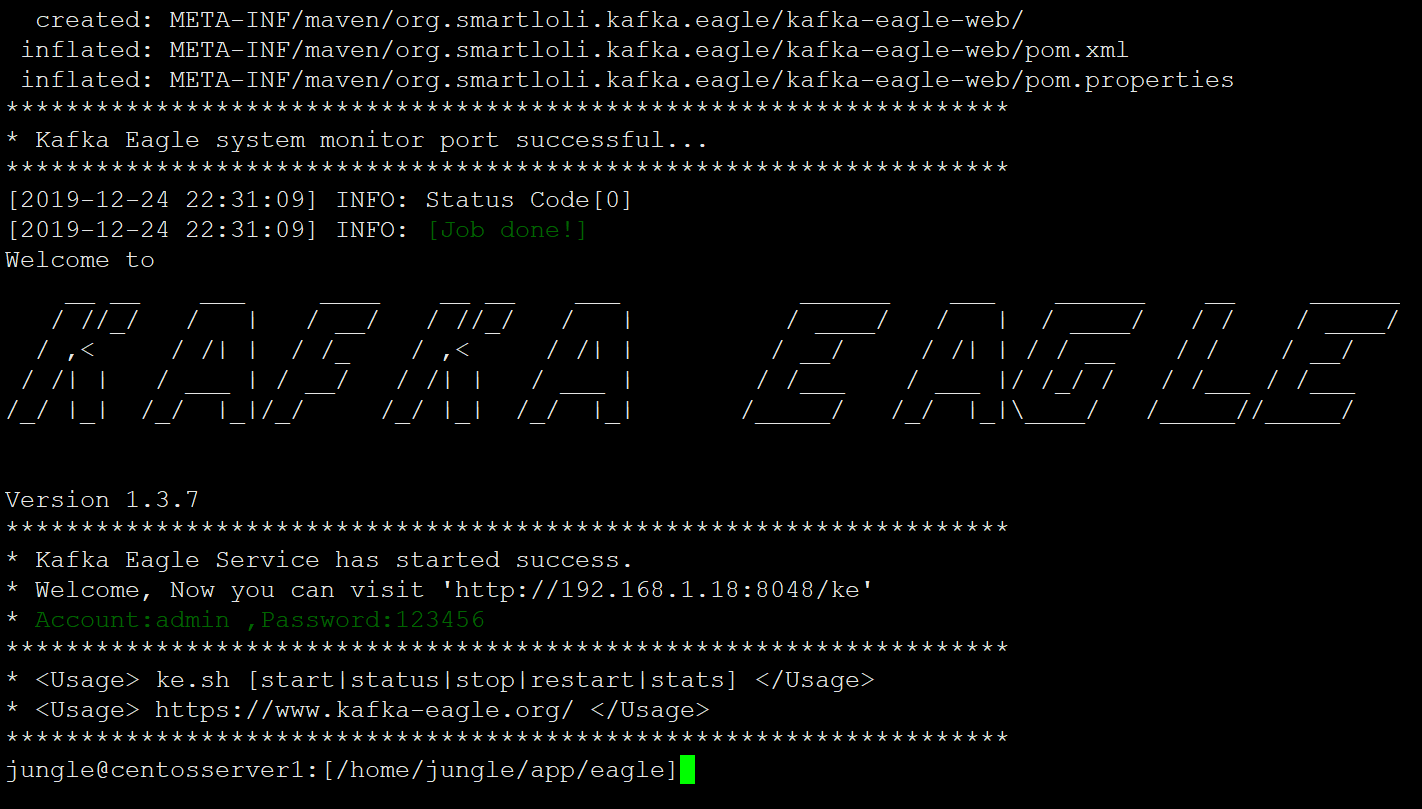 created: META-INF/maven/org.smartloli.kafka.eagle/kafka-eagle-web/
inflated: META-INF/maven/org.smartloli.kafka.eagle/kafka-eagle-web/pom.xml
inflated: META-INF/maven/org.smartloli.kafka.eagle/kafka-eagle-web/pom.properties
*******************************************************************
* Kafka Eagle system monitor port successful...
*******************************************************************
[2019-12-24 22:31:09] INFO: Status Code[0]
[2019-12-24 22:31:09] INFO: [Job done!]
Welcome to
KAFKA EAGLE
Version 1.3.7
*******************************************************************
* Kafka Eagle Service has started success.
* Welcome, Now you can visit 'http://192.168.1.18:8048/ke'
* Account:admin ,Password:123456
*******************************************************************
* <Usage> ke.sh [start|status|stop|restart|stats] </Usage>
* <Usage> https://www.kafka-eagle.org/ </Usage>
*******************************************************************
jungle@centosserver1:[/home/jungle/app/eagle]